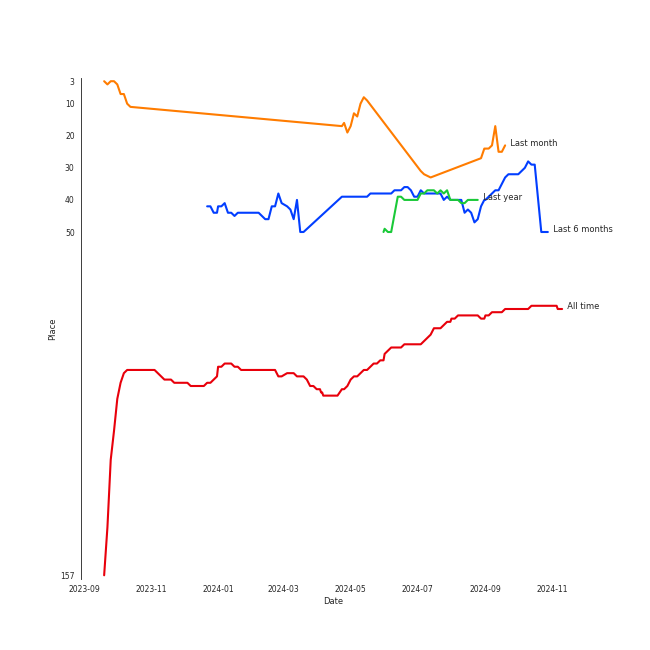 3
10
20
30
40
50
157
Place
Last month
Last year
Last 6 months
All time
2023-09 2023-11 2024-01 2024-03 2024-05 2024-07 2024-09 2024-11
Date